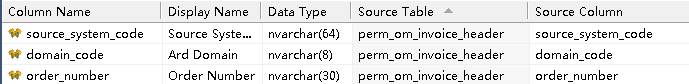 Column Name Display Name Data Type Source Table Source Column
source_system_code Source Syste... nvarchar(64) perm_om_invoice_header source_system_code
domain_code Ard Domain nvarchar(8) perm_om_invoice_header domain_code
order_number Order Number nvarchar(30) perm_om_invoice_header order_number